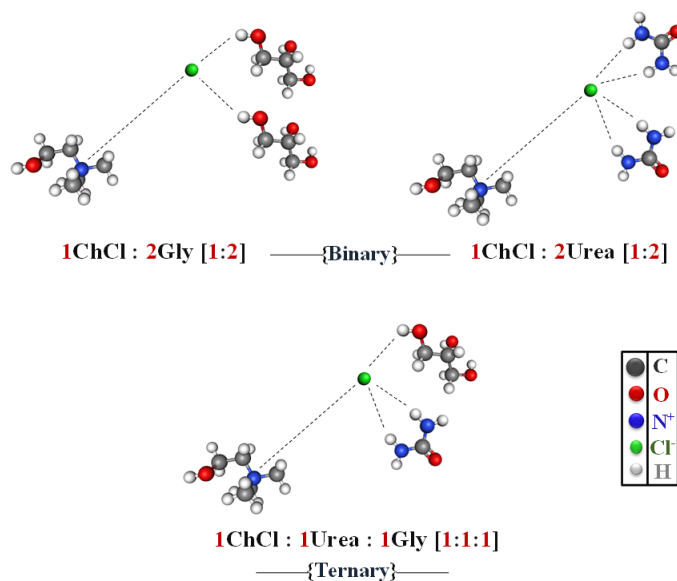 1ChCl : 2Gly [1:2] {Binary} 1ChCl : 2Urea [1:2]
C
O
N⁺
Cl⁻
H
1ChCl : 1Urea : 1Gly [1:1:1]
{Ternary}